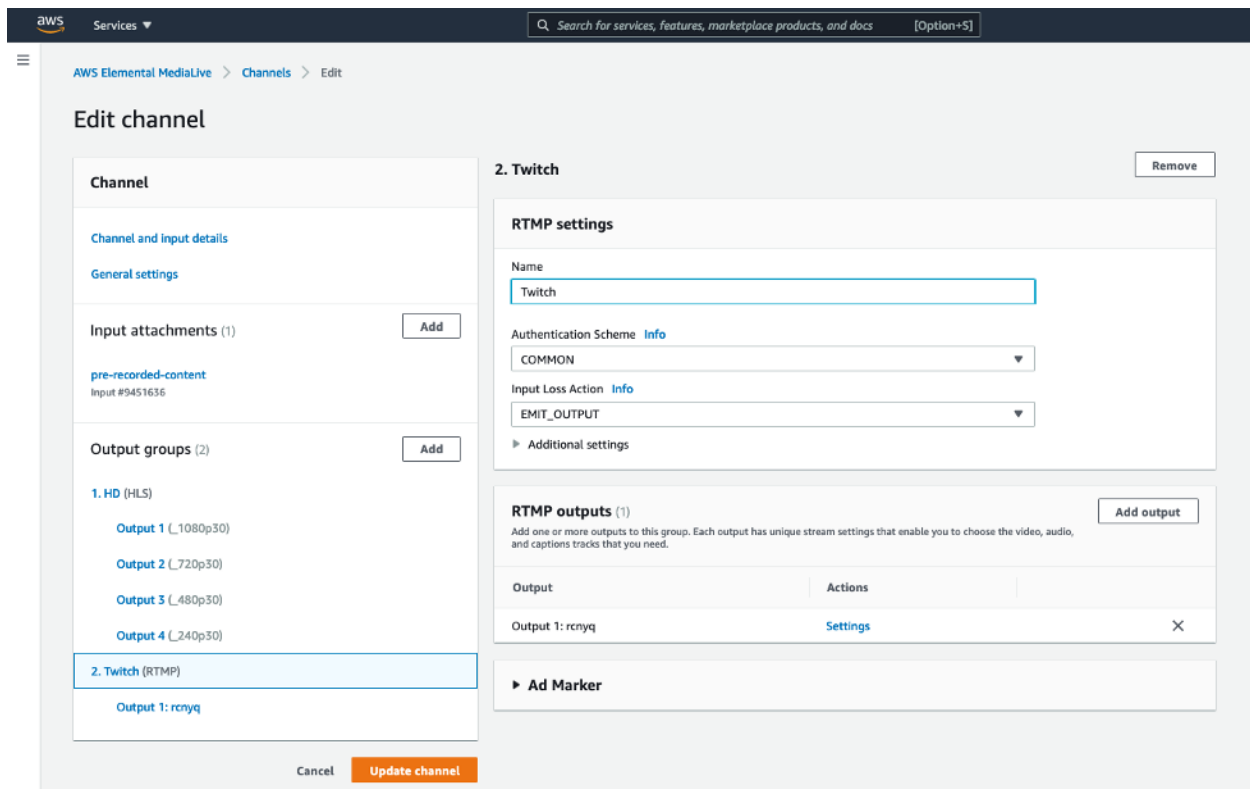 aws
Services ▼
Search for services, features, marketplace products, and docs [Option+S]
AWS Elemental MediaLive > Channels > Edit
Edit channel
Channel
Channel and input details
General settings
Input attachments (1)
Add
pre-recorded-content
Input #9451636
Output groups (2)
Add
1. HD (HLS)
Output 1 (_1080p30)
Output 2 (_720p30)
Output 3 (_480p30)
Output 4 (_240p30)
2. Twitch (RTMP)
Output 1: rcnyq
Cancel
Update channel
2. Twitch
Remove
RTMP settings
Name
Twitch
Authentication Scheme Info
COMMON
Input Loss Action Info
EMIT_OUTPUT
Additional settings
RTMP outputs (1)
Add output
Add one or more outputs to this group. Each output has unique stream settings that enable you to choose the video, audio,
and captions tracks that you need.
Output Actions
Output 1: rcnyq Settings
Ad Marker